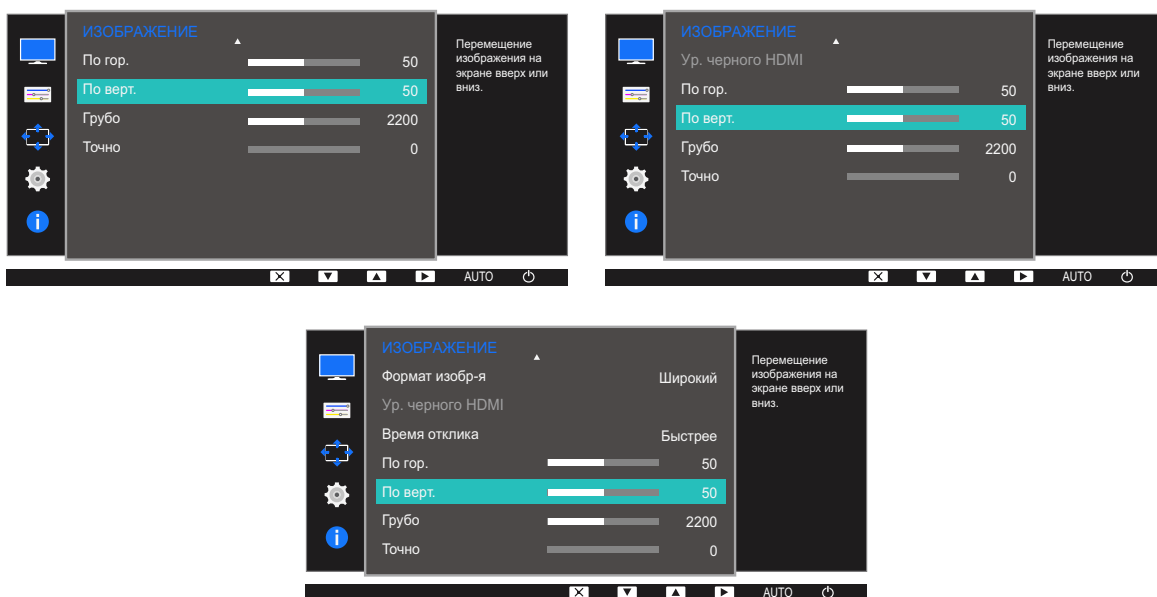 ИЗОБРАЖЕНИЕ
По гор. 50
По верт. 50
Грубо 2200
Точно 0
Перемещение
изображения на
экране вверх или
вниз.
AUTO
ИЗОБРАЖЕНИЕ
Ур. черного HDMI
По гор. 50
По верт. 50
Грубо 2200
Точно 0
Перемещение
изображения на
экране вверх или
вниз.
AUTO
ИЗОБРАЖЕНИЕ
Формат изобр-я Широкий
Ур. черного HDMI
Время отклика Быстрее
По гор. 50
По верт. 50
Грубо 2200
Точно 0
Перемещение
изображения на
экране вверх или
вниз.
AUTO